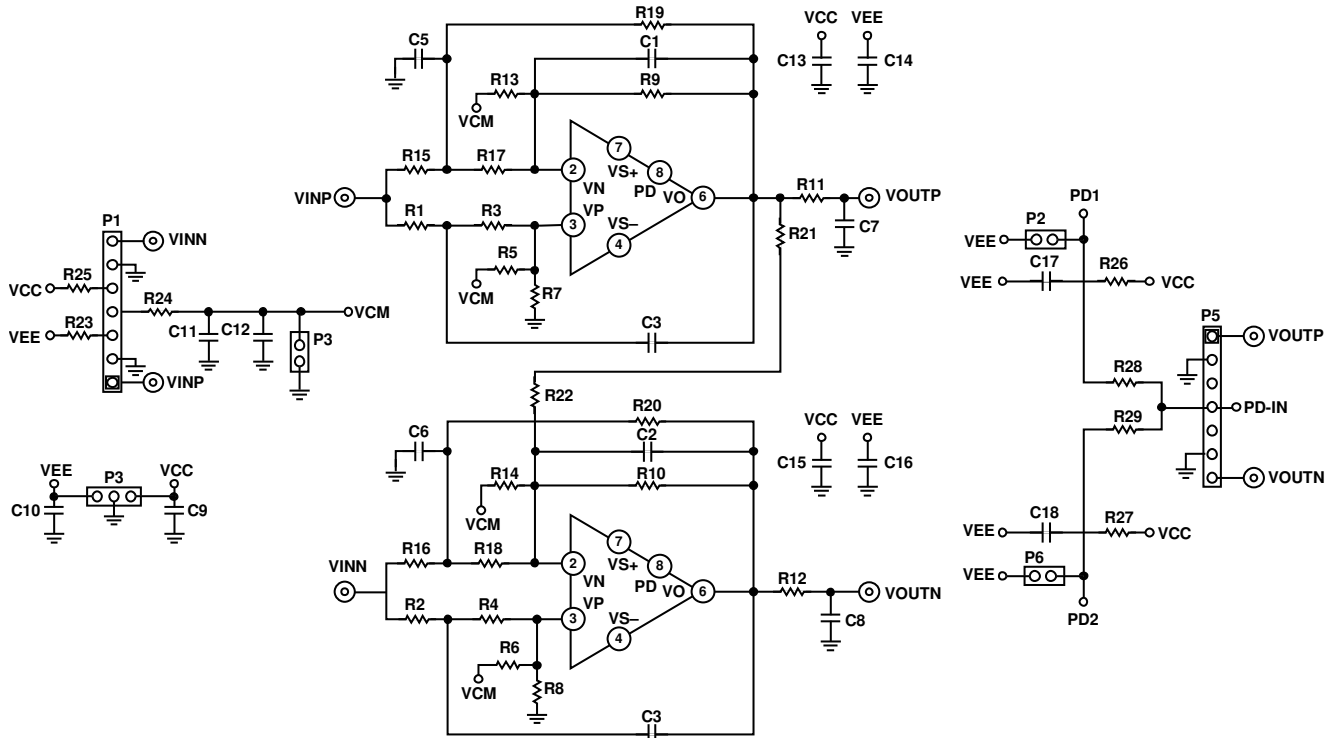 R19
VCC VEE
C5
C1
C13
C14
R13
R9
VCM
7
R15
R17
2
VS+
8
VN
PD
VO
6
R11
VINP
VOUTP
R1
R3
3
VP
VS–
4
C7
R21
R5
VCM
R7
C3
P1
VINN
R25
VCC
R24
VCM
R23
VEE
C11
C12
P3
VINP
PD1
P2
VEE
C17
R26
VEE
VCC
P5
VOUTP
R28
PD-IN
R29
VOUTN
C18
R27
VEE
VCC
P6
VEE
PD2
R22
R20
C6
C2
VCC VEE
C15
C16
R14
R10
VCM
VEE
P3
VCC
C10
C9
7
R16
R18
2
VS+
8
VN
PD
VO
6
R12
VINN
VOUTN
R2
R4
3
VP
VS–
4
C8
R6
VCM
R8
C3